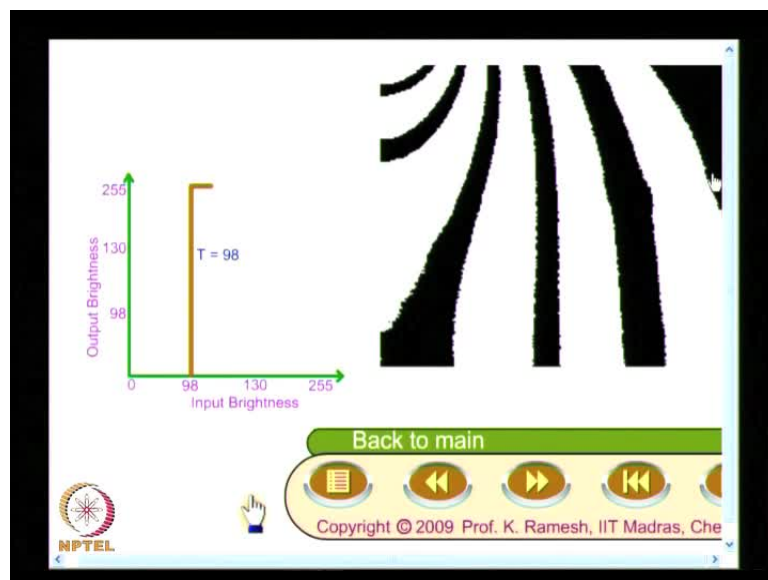 255
Output Brightness
130
T = 98
98
0 98 130 255
Input Brightness
Back to main
Copyright © 2009 Prof. K. Ramesh, IIT Madras, Che
NPTEL